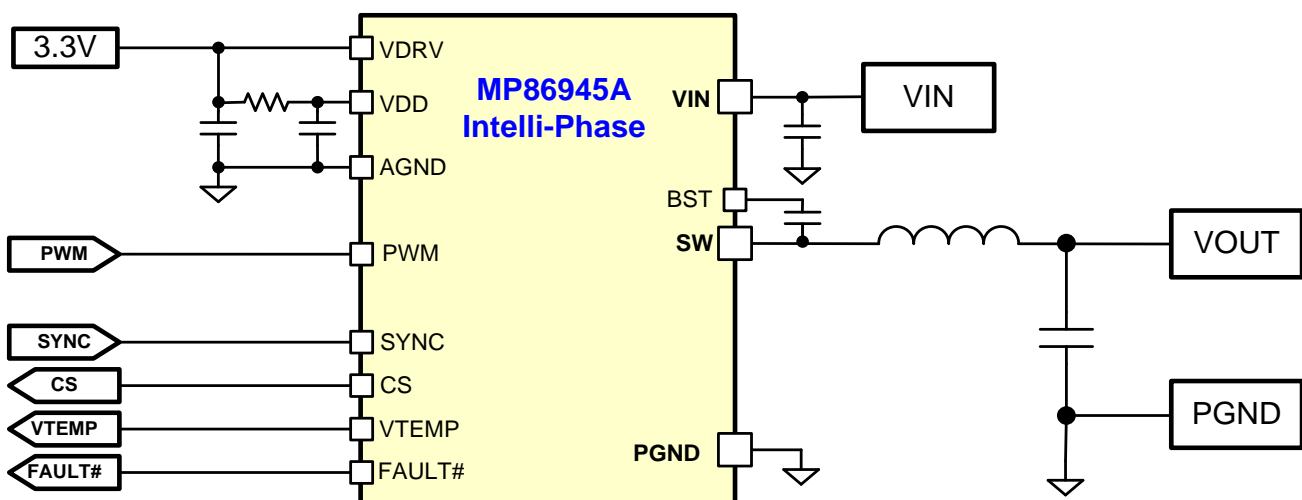 3.3V
VDRV
MP86945A
Intelli-Phase
VDD
VIN
VIN
AGND
BST
PWM
PWM
SW
VOUT
SYNC
SYNC
CS
CS
VTEMP
VTEMP
PGND
PGND
FAULT#
FAULT#